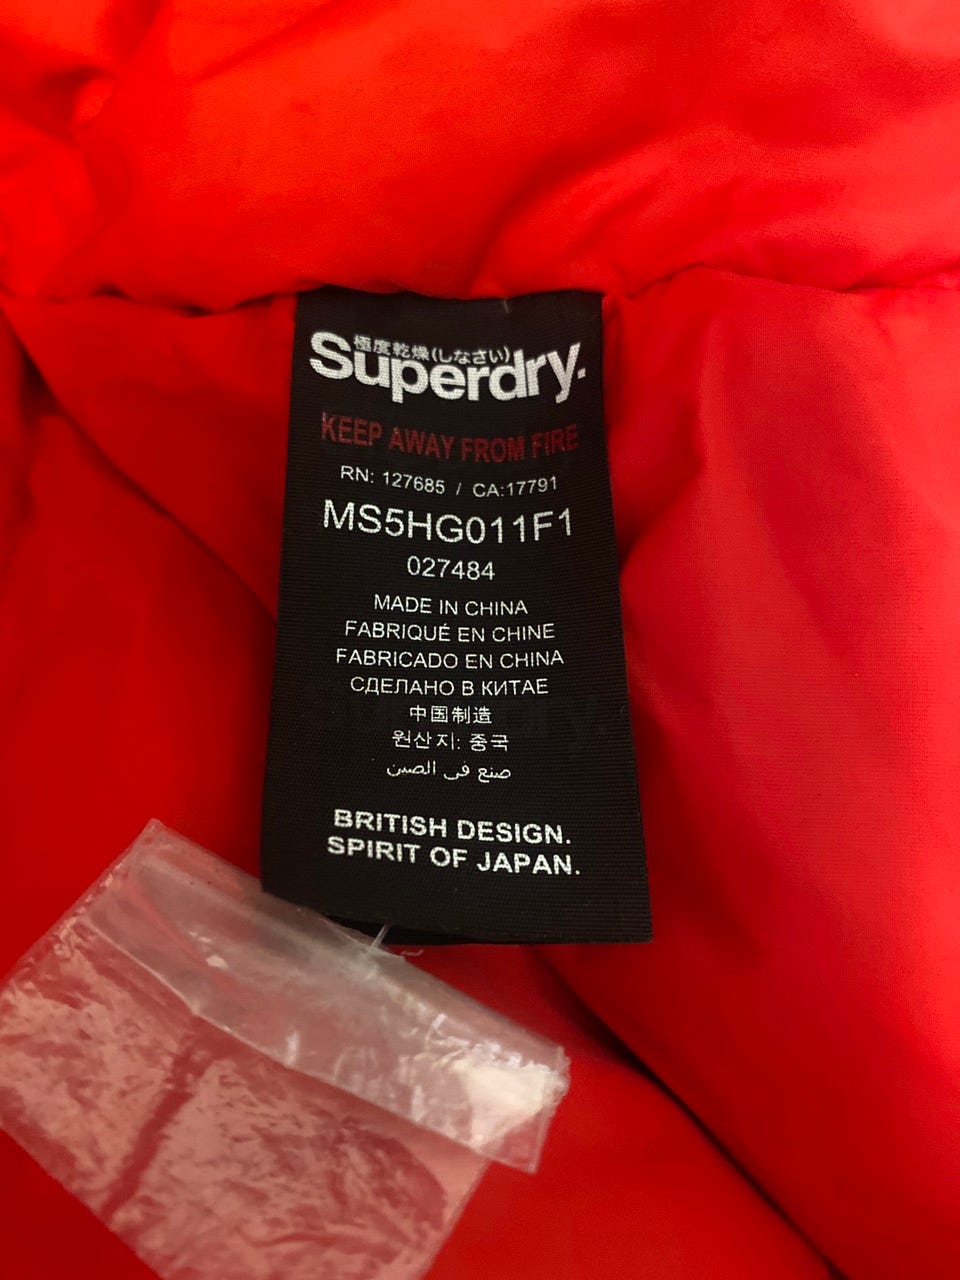 極度乾燥(しなさい)
Superdry.
KEEP AWAY FROM FIRE
RN: 127685 / CA:17791
MS5HG011F1
027484
MADE IN CHINA
FABRIQUÉ EN CHINE
FABRICADO EN CHINA
СДЕЛАНО В КИТАЕ
中国制造
원산지: 중국
صنع في الصين
BRITISH DESIGN.
SPIRIT OF JAPAN.